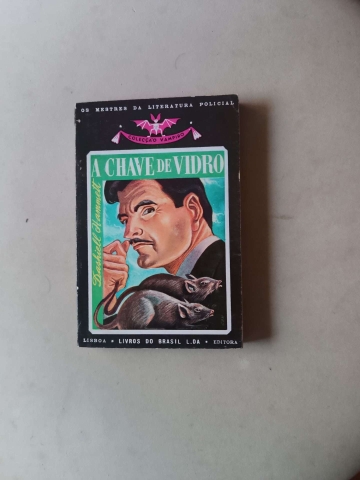 OS MESTRES DA LITERATURA POLICIAL
COLECÇÃO VAMPIRO
A CHAVE DE VIDRO
Dashiell Hammett
LISBOA • LIVROS DO BRASIL L.DA • EDITORA